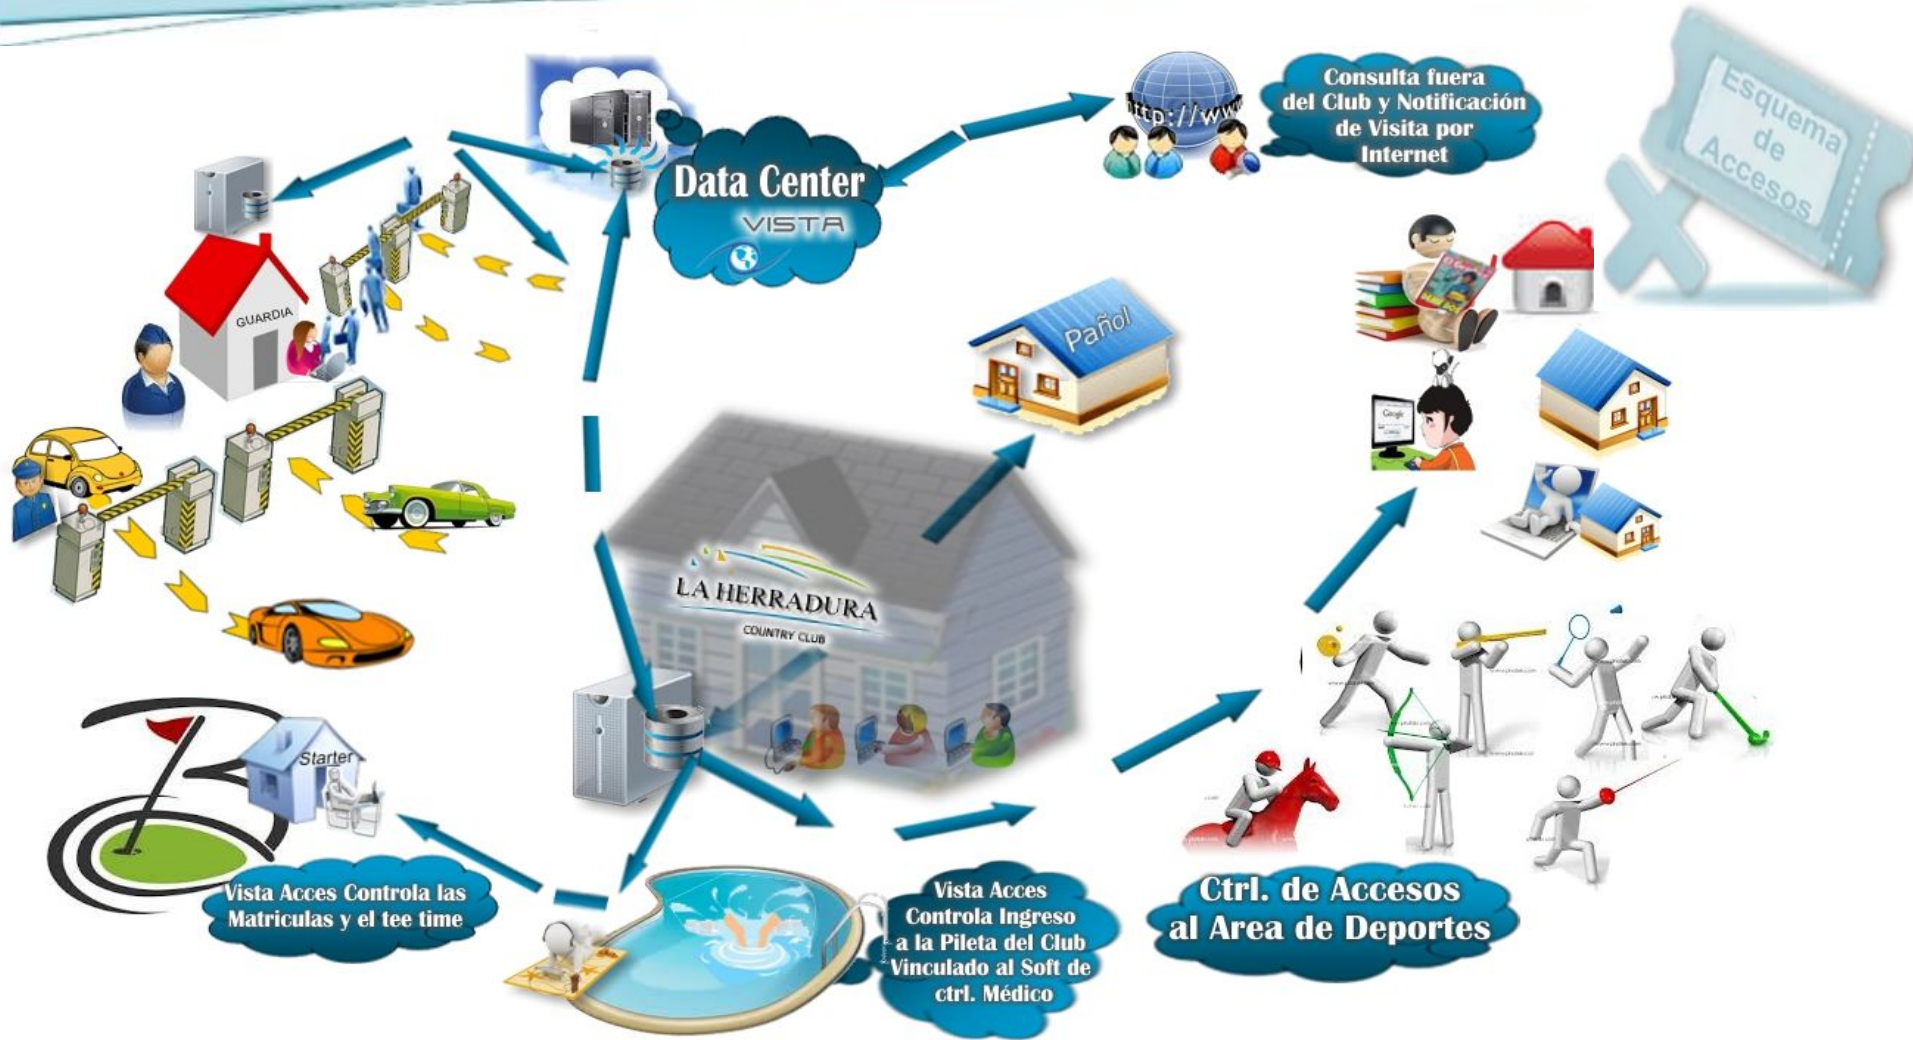 Esquema
de
Accesos
Consulta fuera
del Club y Notificación
de Visita por
Internet
http://www
Data Center
VISTA
GUARDIA
Pañol
Google
LA HERRADURA
COUNTRY CLUB
Starter
Vista Acces Controla las
Matriculas y el tee time
Vista Acces
Controla Ingreso
a la Pileta del Club
Vinculado al Soft de
ctrl. Médico
Ctrl. de Accesos
al Area de Deportes